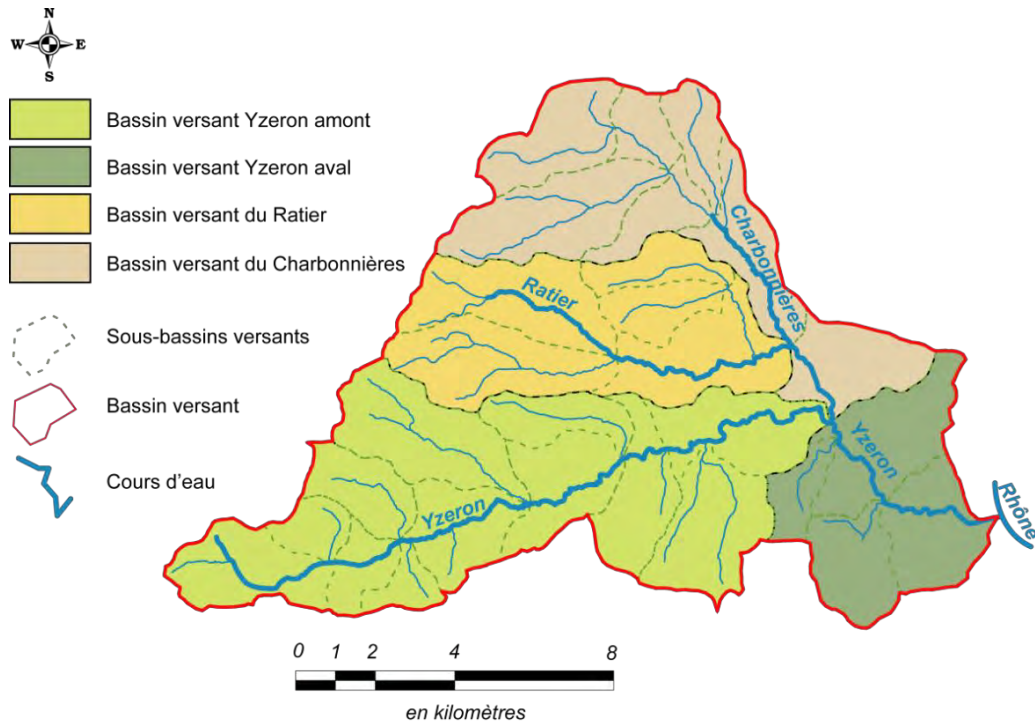 N
W E
S
Bassin versant Yzeron amont
Bassin versant Yzeron aval
Bassin versant du Ratier
Bassin versant du Charbonnières
Sous-bassins versants
Bassin versant
Cours d'eau
Charbonnières
Ratier
Yzeron
Yzeron
Rhône
0 1 2 4 8
en kilomètres